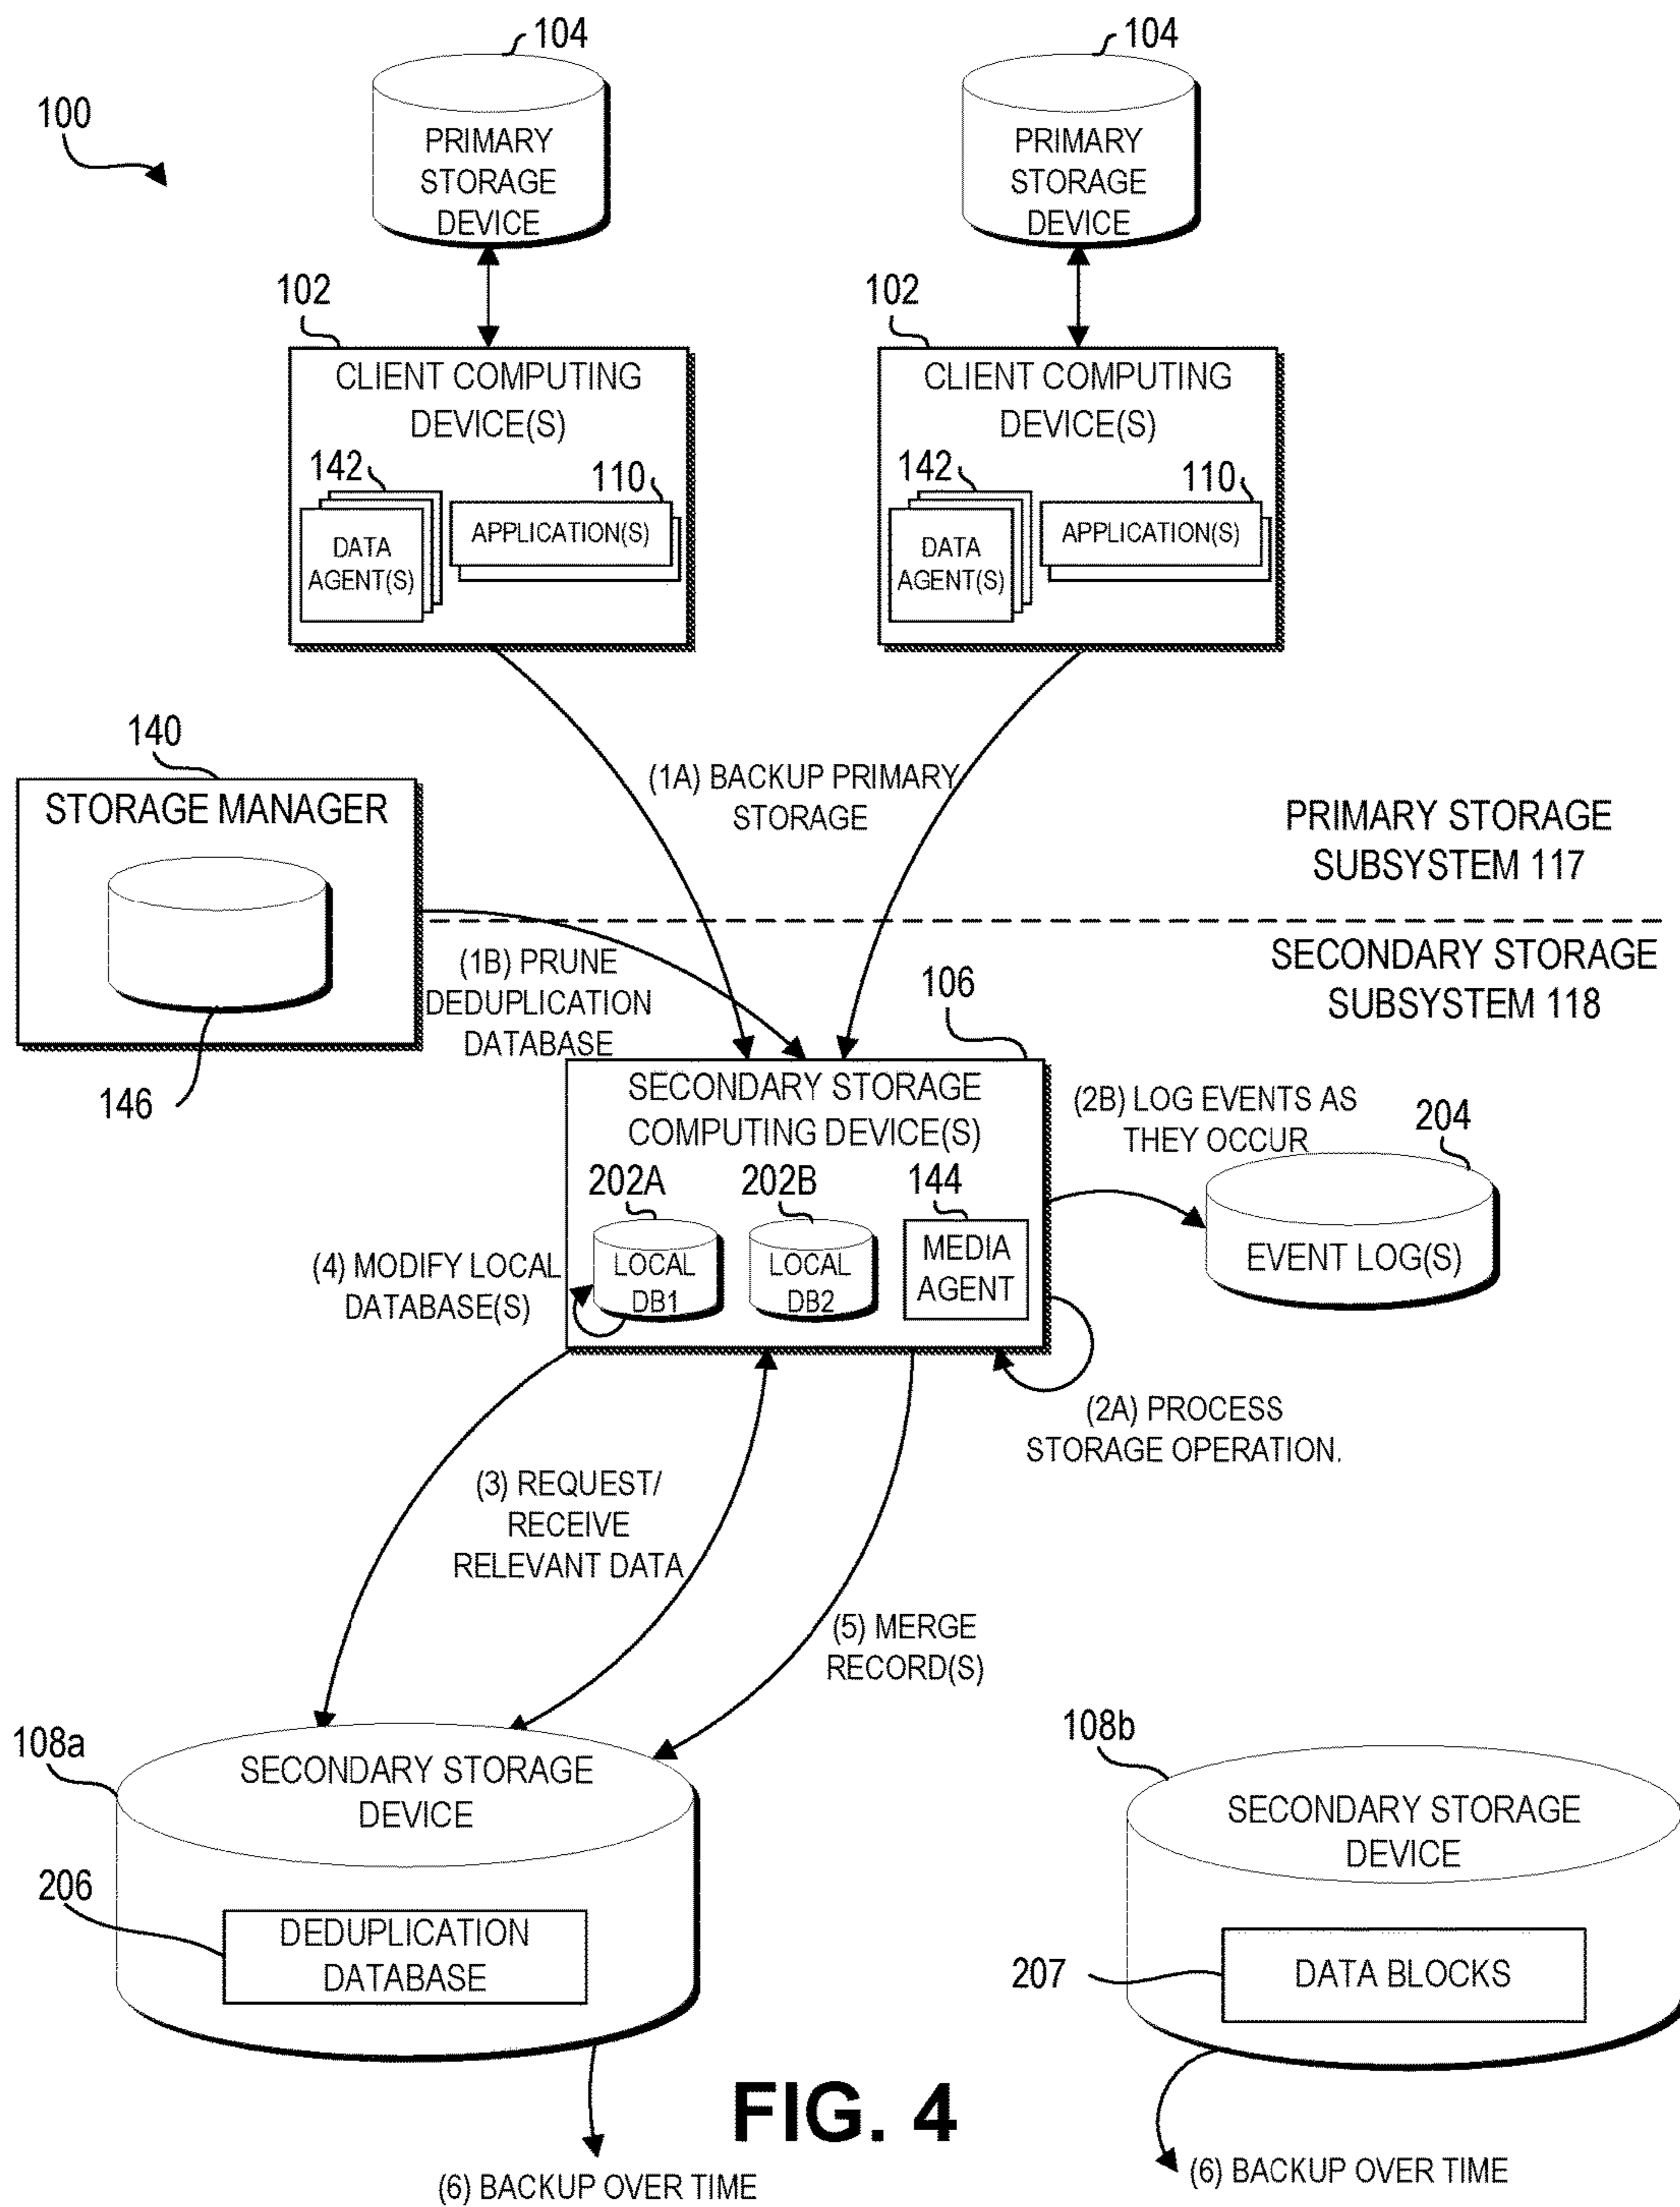 104
104
100
PRIMARY
STORAGE
DEVICE
PRIMARY
STORAGE
DEVICE
102
102
CLIENT COMPUTING
DEVICE(S)
CLIENT COMPUTING
DEVICE(S)
142
110
142
110
DATA
AGENT(S)
APPLICATION(S)
DATA
AGENT(S)
APPLICATION(S)
140
STORAGE MANAGER
146
(1A) BACKUP PRIMARY
STORAGE
PRIMARY STORAGE
SUBSYSTEM 117
(1B) PRUNE
DEDUPLICATION
DATABASE
SECONDARY STORAGE
SUBSYSTEM 118
106
SECONDARY STORAGE
COMPUTING DEVICE(S)
(2B) LOG EVENTS AS
THEY OCCUR
204
202A
202B
144
LOCAL
DB1
LOCAL
DB2
MEDIA
AGENT
EVENT LOG(S)
(4) MODIFY LOCAL
DATABASE(S)
(2A) PROCESS
STORAGE OPERATION.
(3) REQUEST/
RECEIVE
RELEVANT DATA
(5) MERGE
RECORD(S)
108a
SECONDARY STORAGE
DEVICE
108b
SECONDARY STORAGE
DEVICE
206
DEDUPLICATION
DATABASE
207
DATA BLOCKS
FIG. 4
(6) BACKUP OVER TIME
(6) BACKUP OVER TIME